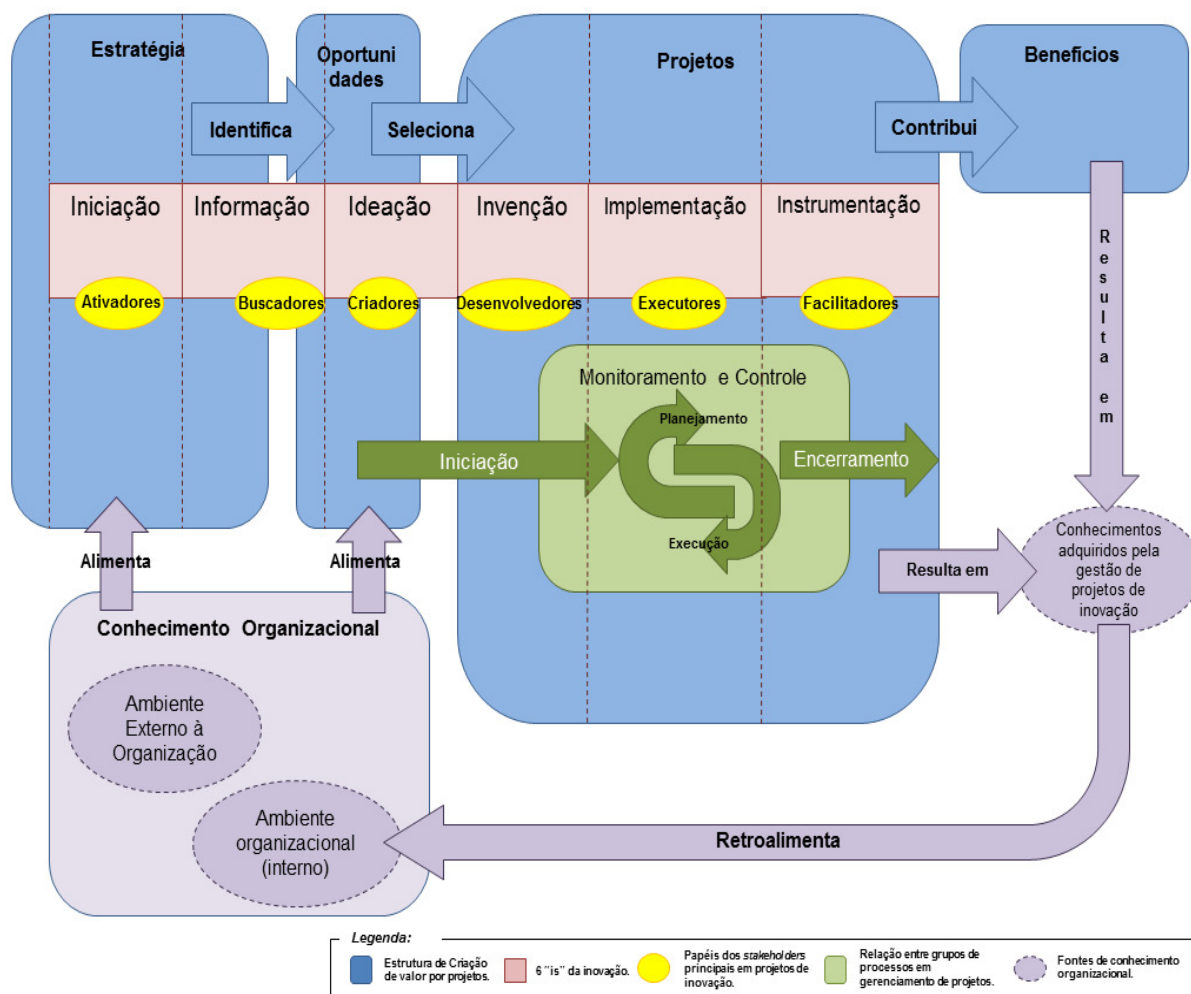 Estratégia
Oportuni
dades
Projetos
Benefícios
Identifica
Seleciona
Contribui
Iniciação
Informação
Ideação
Invenção
Implementação
Instrumentação
Ativadores
Buscadores
Criadores
Desenvolvedores
Executores
Facilitadores
Resulta em
Monitoramento e Controle
Planejamento
Iniciação
Encerramento
Execução
Alimenta
Alimenta
Resulta em
Conhecimentos
adquiridos pela
gestão de
projetos de
inovação
Conhecimento Organizacional
Ambiente
Externo à
Organização
Ambiente
organizacional
(interno)
Retroalimenta
Legenda:
Estrutura de Criação
de valor por projetos.
6 "is" da inovação.
Papéis dos stakeholders
principais em projetos de
inovação.
Relação entre grupos de
processos em
gerenciamento de projetos.
Fontes de conhecimento
organizacional.